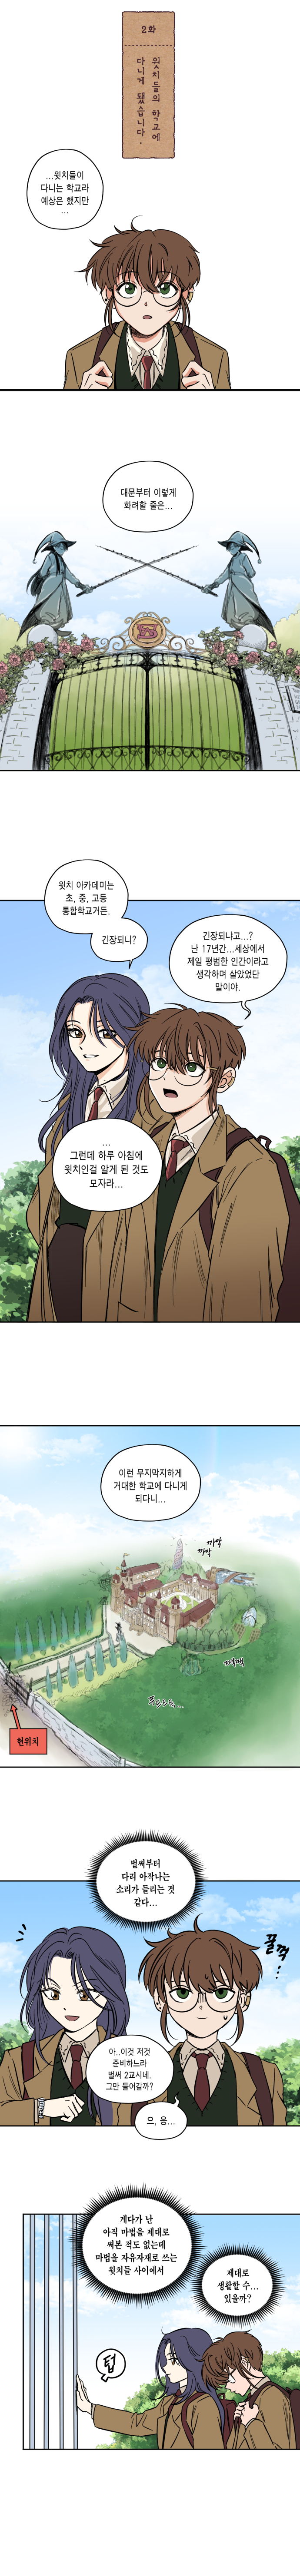 2화
윗치들의 학교에
다니게 됐습니다.
...윗치들이
다니는 학교라
예상은 했지만
...
대문부터 이렇게
화려할 줄은...
윗치 아카데미는
초, 중, 고등
통합학교거든.
긴장되니?
긴장되냐고...?
난 17년간...세상에서
제일 평범한 인간이라고
생각하며 살았었단
말이야.
...
그런데 하루 아침에
윗치인걸 알게 된 것도
모자라...
이런 무지막지하게
거대한 학교에 다니게
되다니...
까악
까악
현위치
벌써부터
다리 아작나는
소리가 들리는 것
같다...
꿀꺽
아..이것 저것
준비하느라
벌써 2교시네.
그만 들어갈까?
으, 응...
게다가 난
아직 마법을 제대로
써본 적도 없는데
마법을 자유자재로 쓰는
윗치들 사이에서
제대로
생활할 수...
있을까?
텁